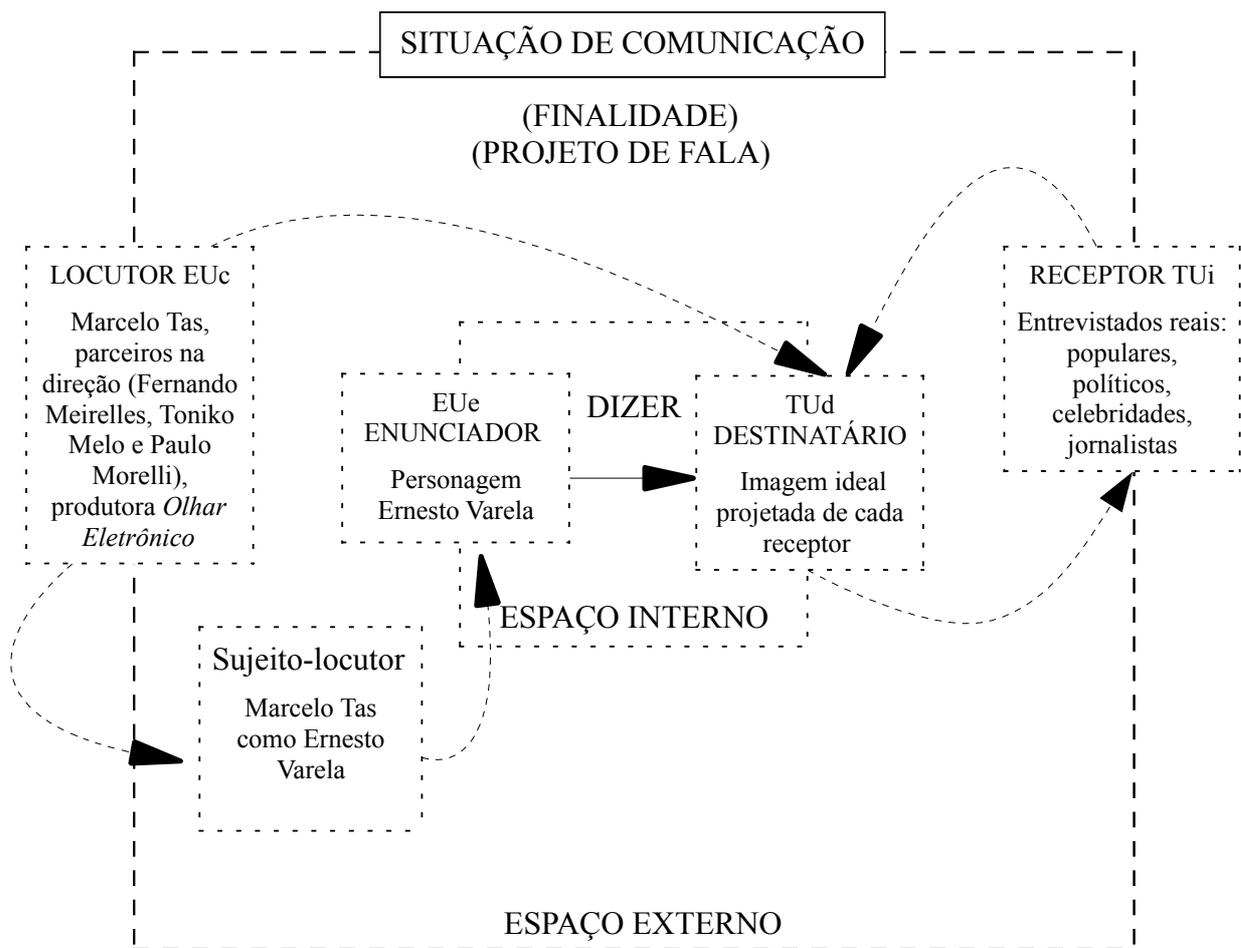 SITUAÇÃO DE COMUNICAÇÃO
(FINALIDADE)
(PROJETO DE FALA)
LOCUTOR EUc
Marcelo Tas,
parceiros na
direção (Fernando
Meirelles, Toniko
Melo e Paulo
Morelli),
produtora Olhar
Eletrônico
Sujeito-locutor
Marcelo Tas
como Ernesto
Varela
EUe
ENUNCIADOR
Personagem
Ernesto Varela
DIZER
TUd
DESTINATÁRIO
Imagem ideal
projetada de cada
receptor
ESPAÇO INTERNO
RECEPTOR TUi
Entrevistados reais:
populares,
políticos,
celebridades,
jornalistas
ESPAÇO EXTERNO